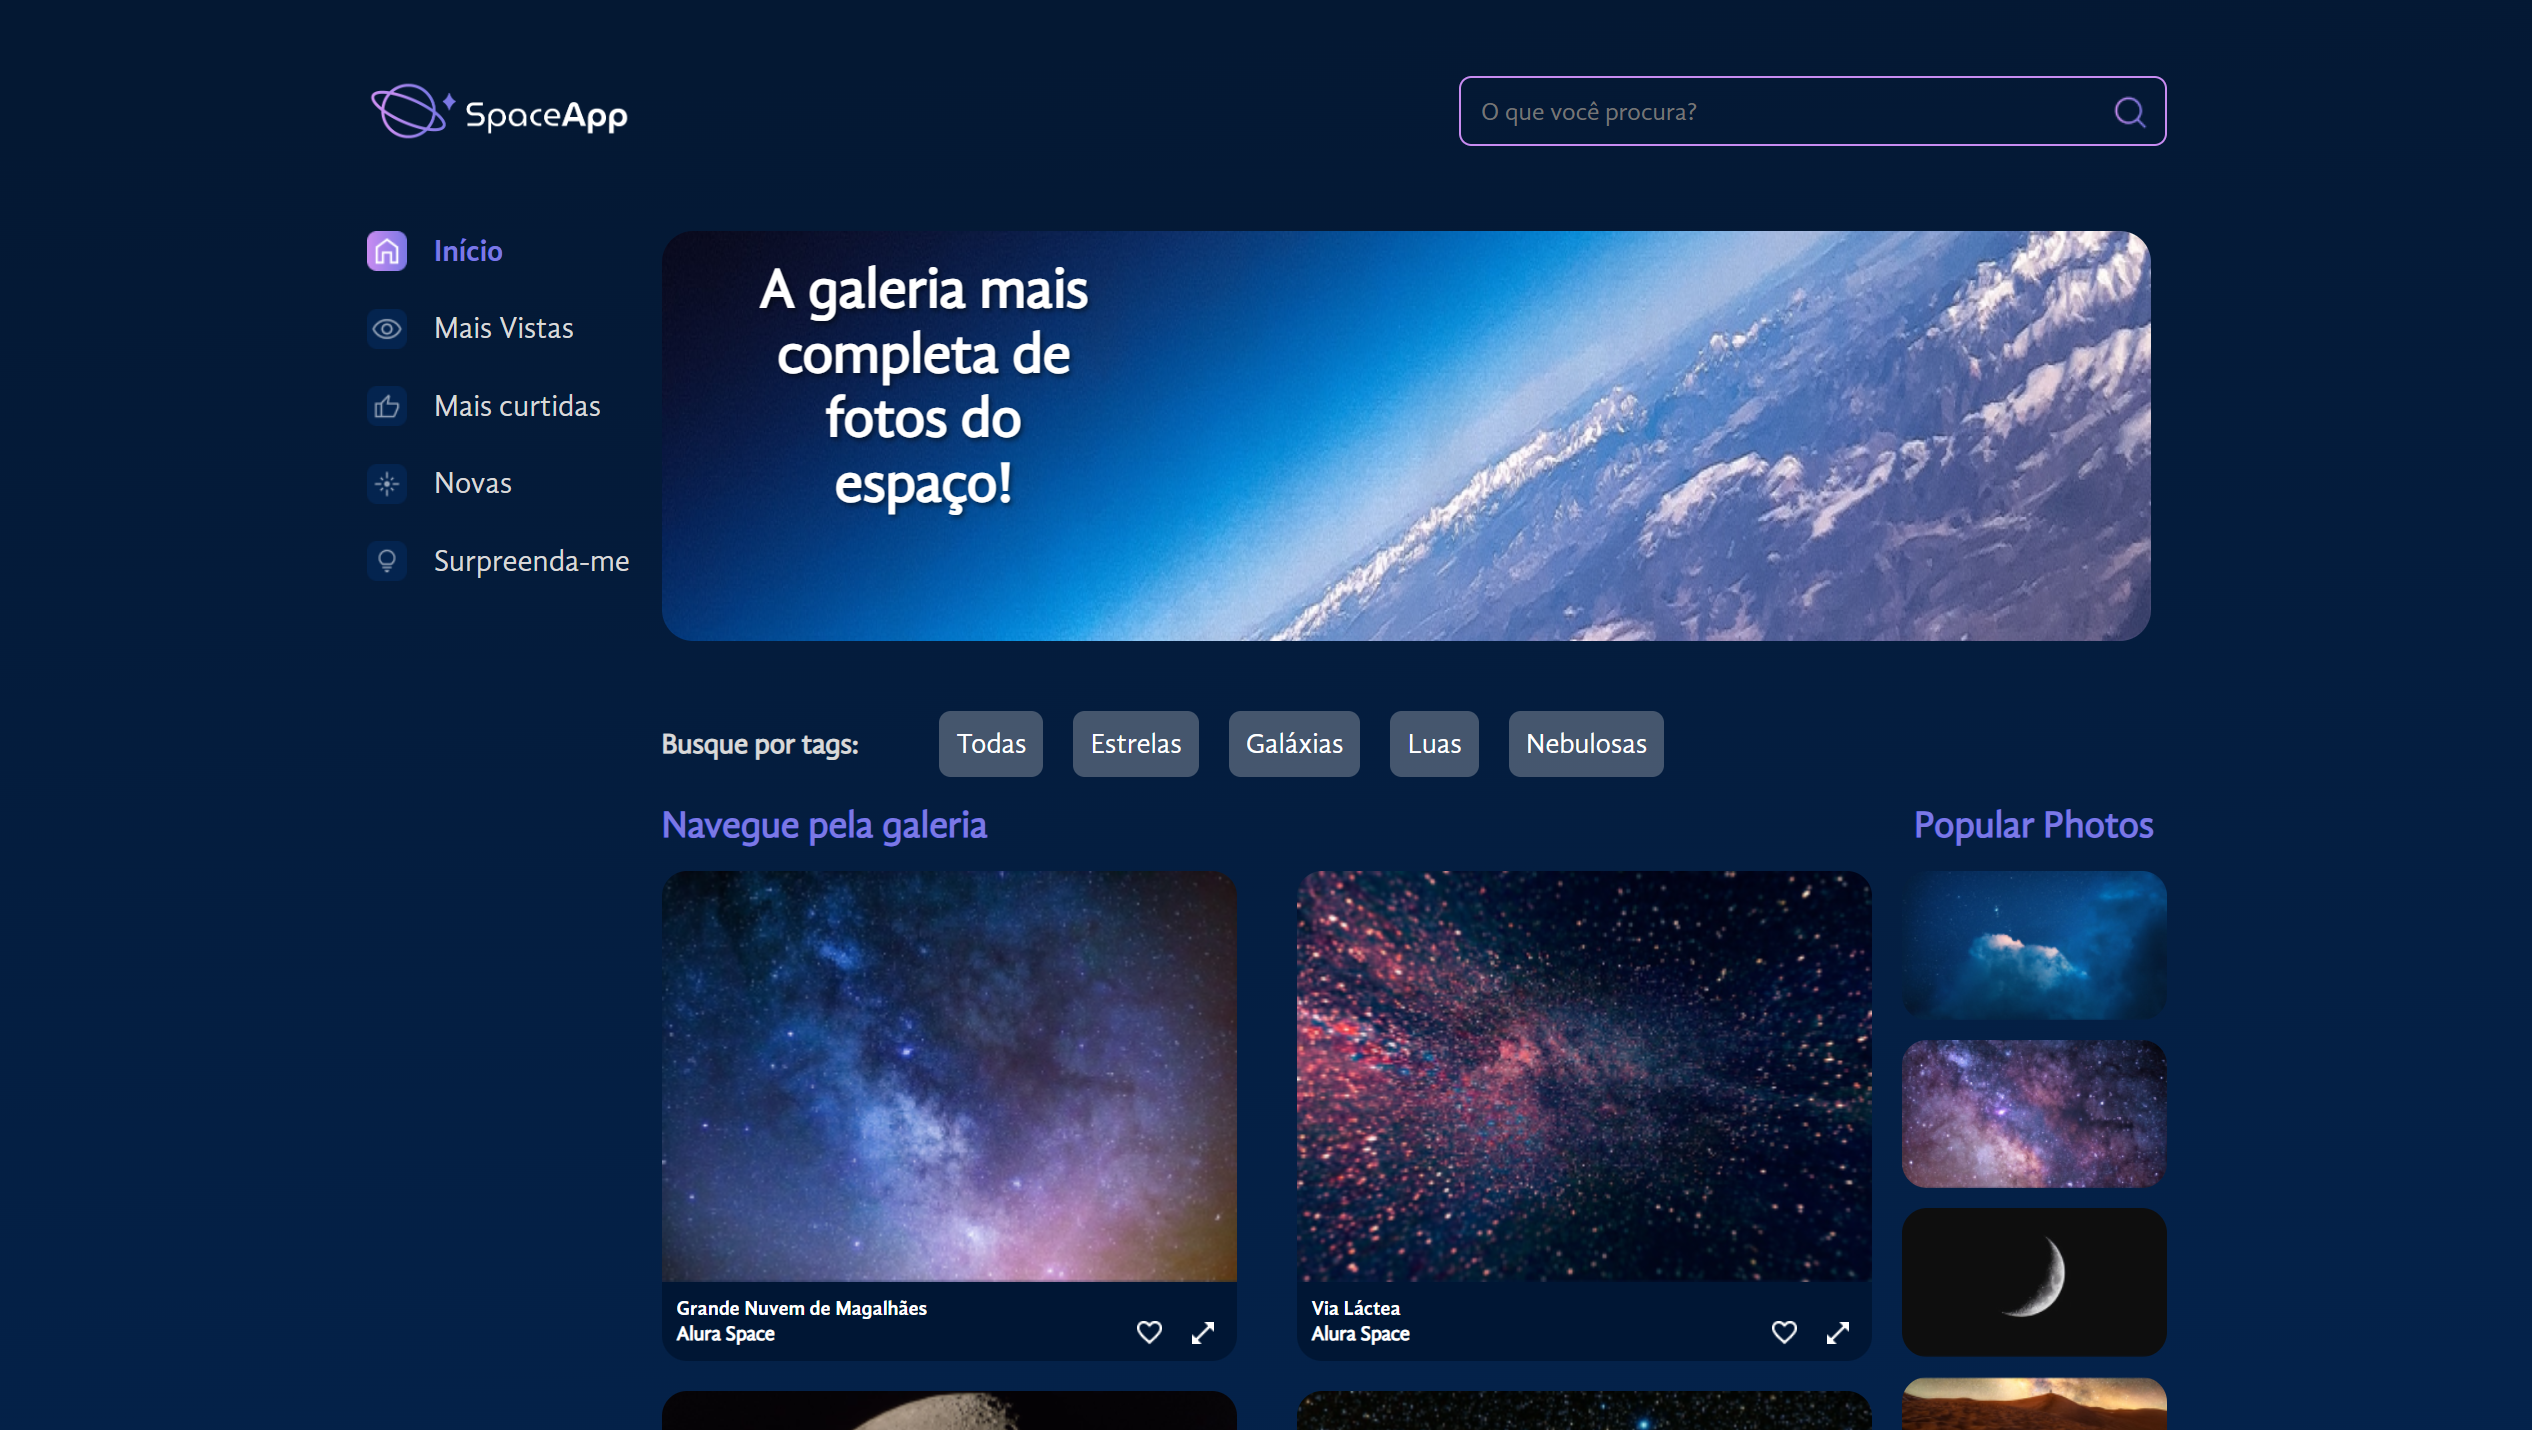 SpaceApp
O que você procura?
Início
Mais Vistas
Mais curtidas
Novas
Surpreenda-me
A galeria mais
completa de
fotos do
espaço!
Busque por tags:
Todas
Estrelas
Galáxias
Luas
Nebulosas
Navegue pela galeria
Popular Photos
Grande Nuvem de Magalhães
Alura Space
Via Láctea
Alura Space